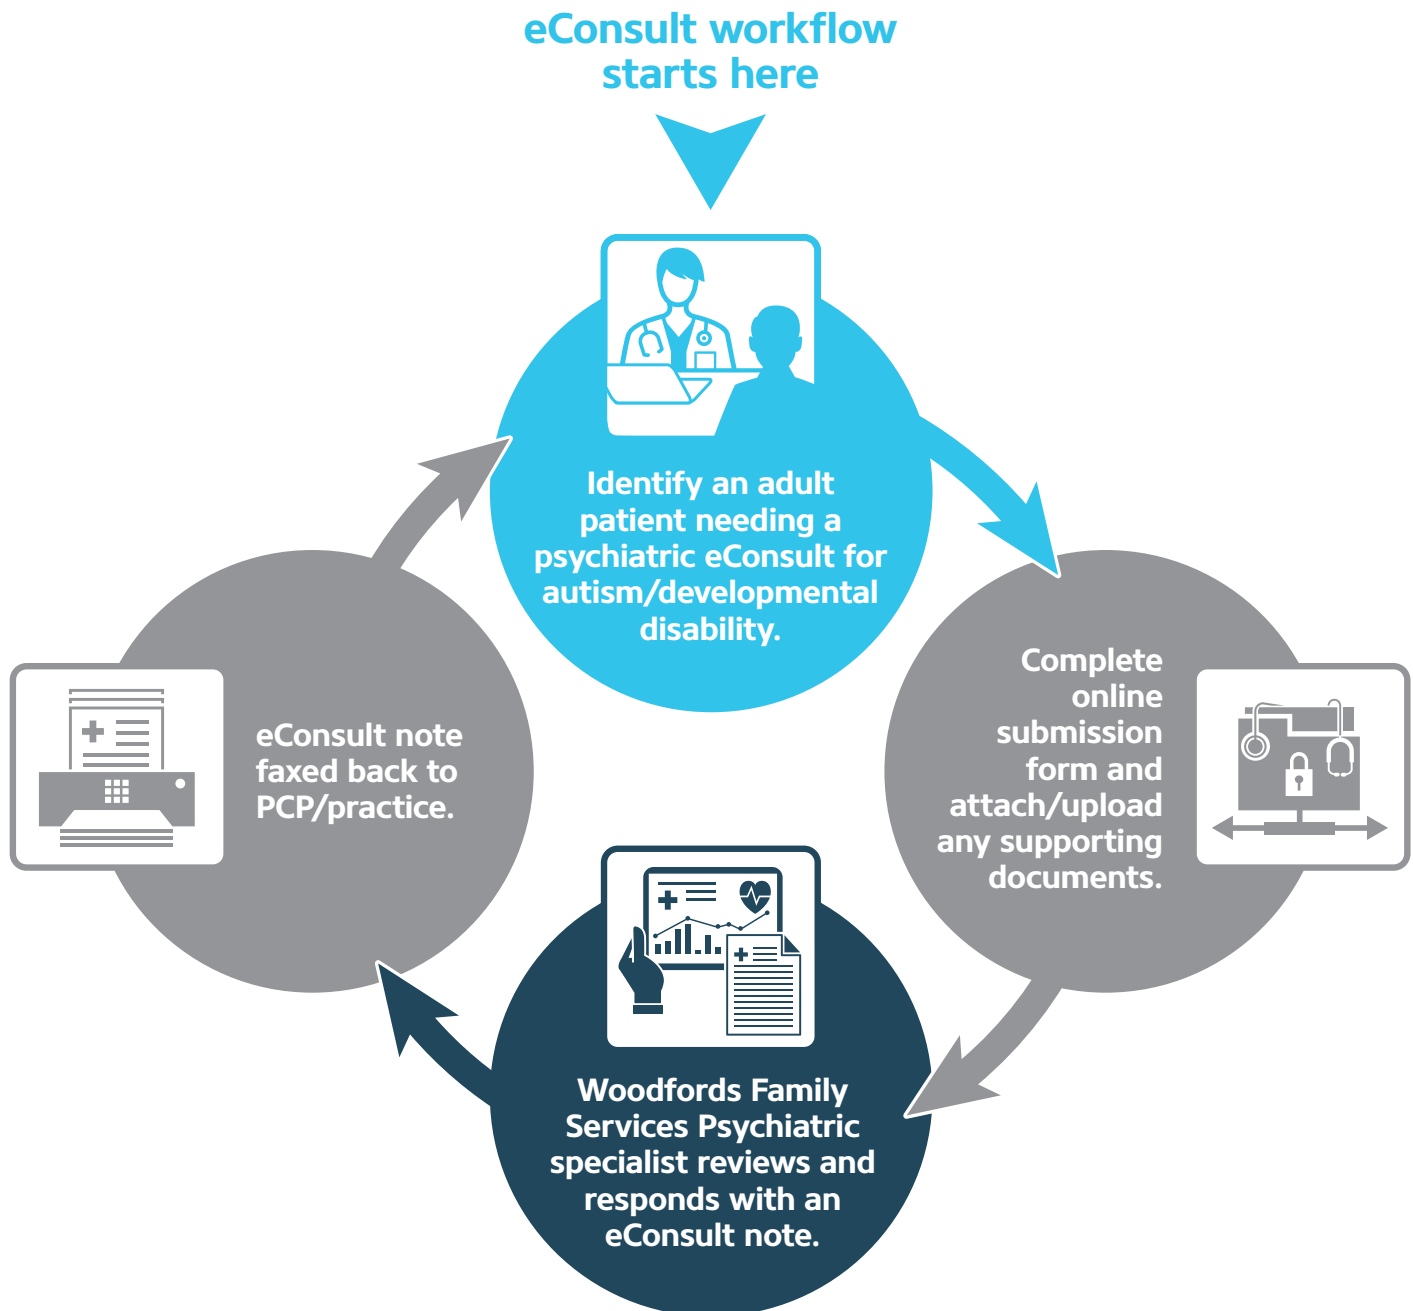 eConsult workflow
starts here
Identify an adult
patient needing a
psychiatric eConsult for
autism/developmental
disability.
Complete
online
submission
form and
attach/upload
any supporting
documents.
Woodfords Family
Services Psychiatric
specialist reviews and
responds with an
eConsult note.
eConsult note
faxed back to
PCP/practice.